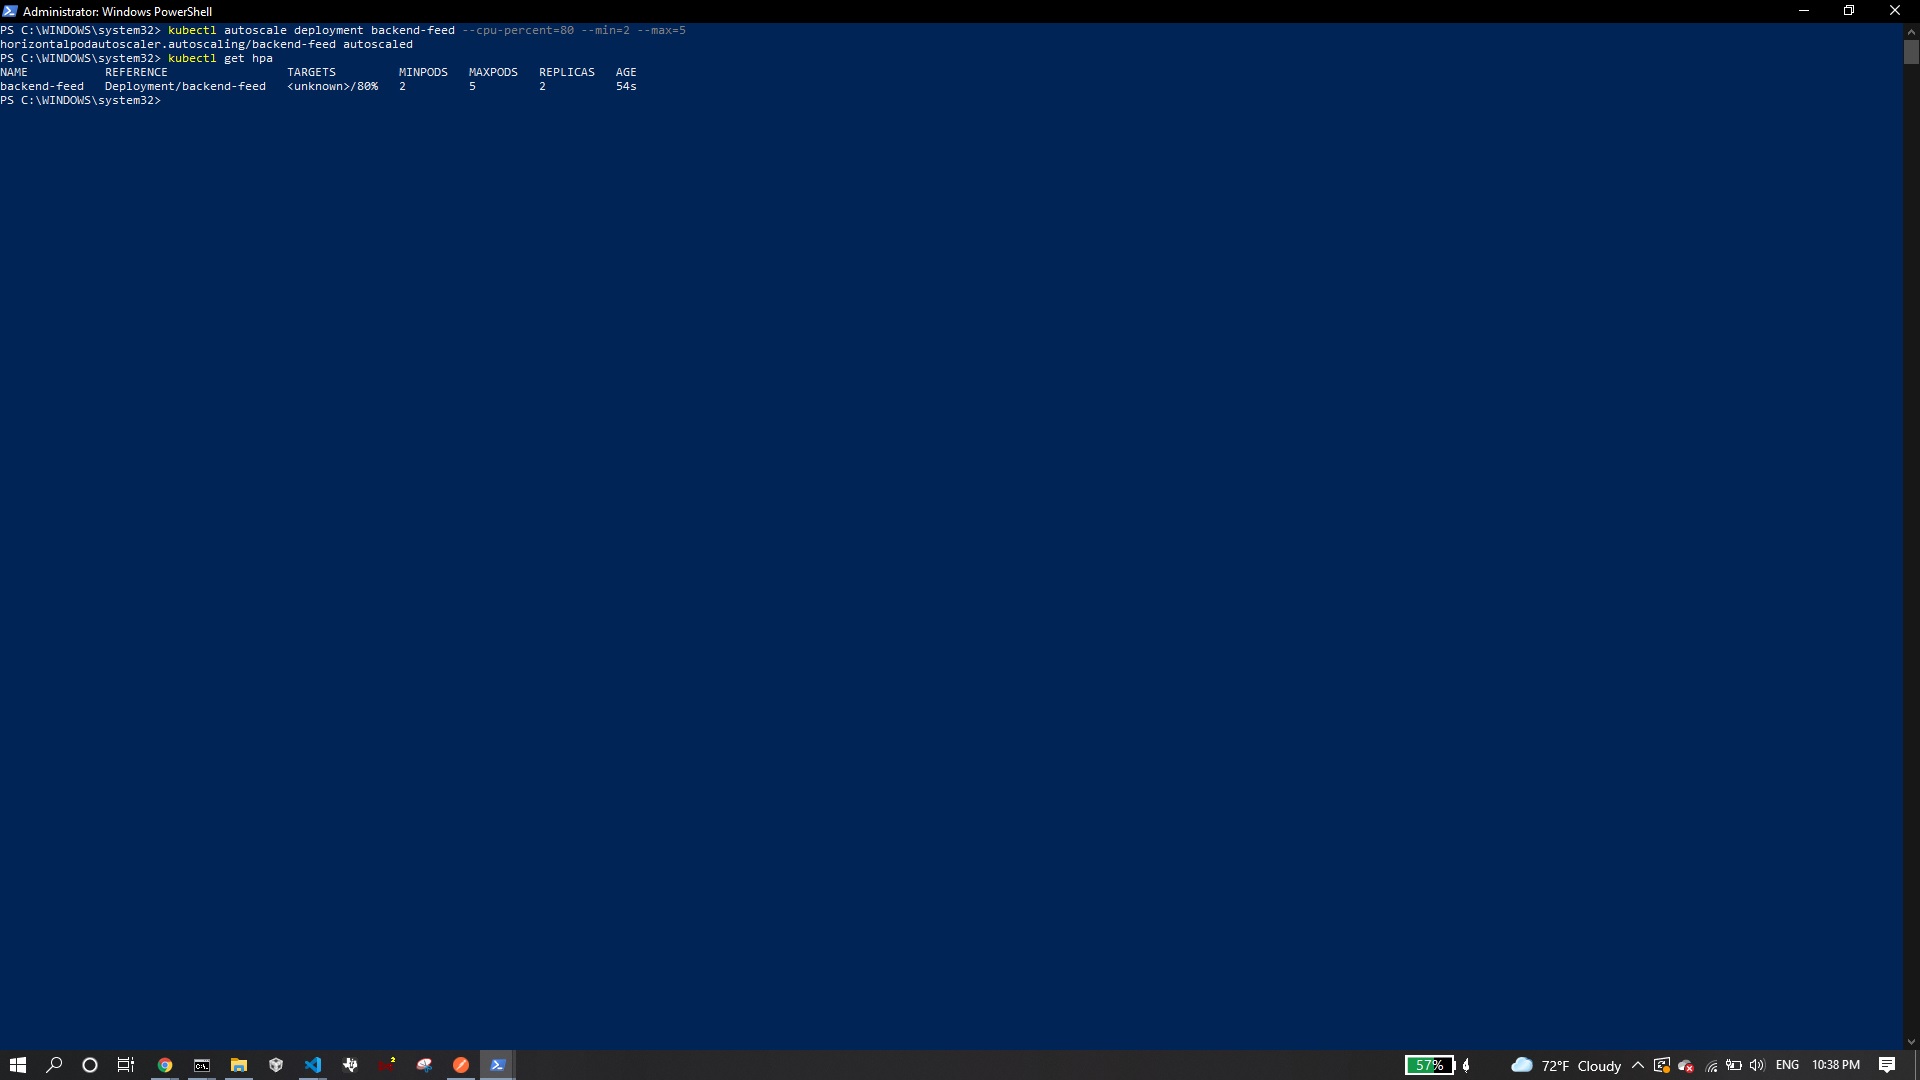 Administrator: Windows PowerShell
PS C:\WINDOWS\system32> kubectl autoscale deployment backend-feed --cpu-percent=80 --min=2 --max=5
horizontalpodautoscaler.autoscaling/backend-feed autoscaled
PS C:\WINDOWS\system32> kubectl get hpa
NAME REFERENCE TARGETS MINPODS MAXPODS REPLICAS AGE
backend-feed Deployment/backend-feed <unknown>/80% 2 5 2 54s
PS C:\WINDOWS\system32>
57% 72°F Cloudy ENG 10:38 PM